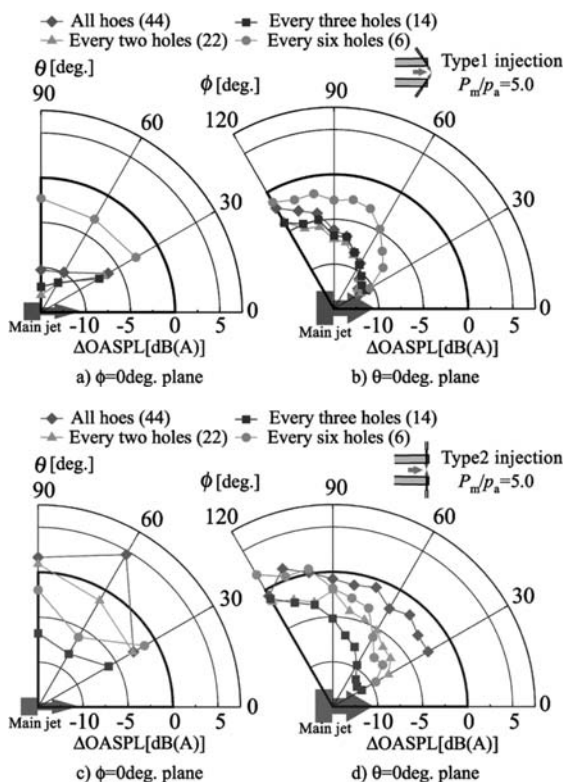 All hoes (44) Every three holes (14)
Every two holes (22) Every six holes (6)
θ [deg.]
90
60
30
0
Main jet
-10 -5 0 5
ΔOASPL[dB(A)]
a) ϕ=0deg. plane
Type1 injection
Pm/pa=5.0
ϕ [deg.]
120
90
60
30
0
Main jet
-10 -5 0 5
ΔOASPL[dB(A)]
b) θ=0deg. plane
All hoes (44) Every three holes (14)
Every two holes (22) Every six holes (6)
θ [deg.]
90
60
30
0
Main jet
-10 -5 0 5
ΔOASPL[dB(A)]
c) ϕ=0deg. plane
Type2 injection
Pm/pa=5.0
ϕ [deg.]
120
90
60
30
0
Main jet
-10 -5 0 5
ΔOASPL[dB(A)]
d) θ=0deg. plane